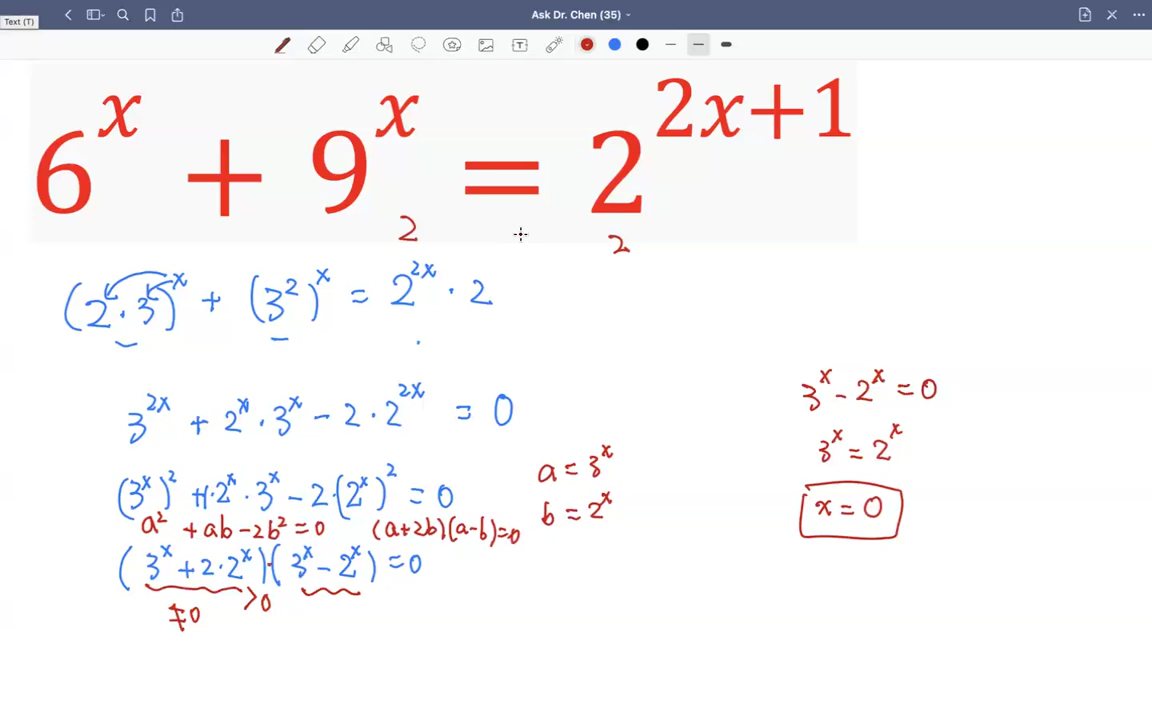 Ask Dr. Chen (35)
Text (T)
6^x + 9^x = 2^{2x+1}
2 2
(2 · 3)^x + (3^2)^x = 2^{2x} · 2
3^{2x} + 2^x · 3^x - 2 · 2^{2x} = 0
(3^x)^2 + 1 · 2^x · 3^x - 2 · (2^x)^2 = 0
a^2 + ab - 2b^2 = 0 (a+2b)(a-b)=0
(3^x + 2 · 2^x) · (3^x - 2^x) = 0
≠0 >0
a = 3^x
b = 2^x
3^x - 2^x = 0
3^x = 2^x
x = 0